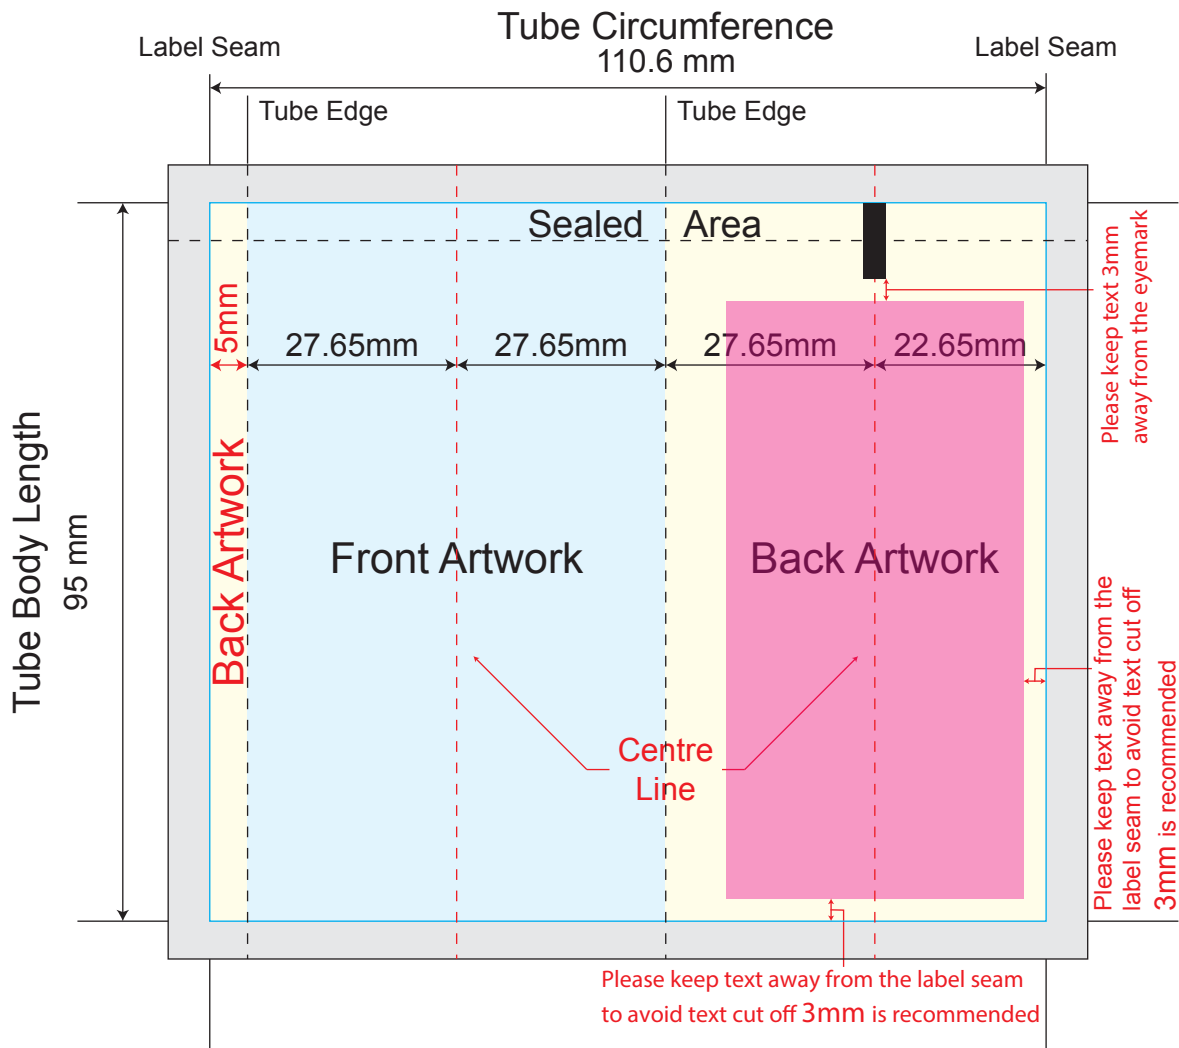 Tube Circumference
110.6 mm
Label Seam
Label Seam
Tube Edge
Tube Edge
Sealed Area
5mm
27.65mm
27.65mm
27.65mm
22.65mm
Tube Body Length
95 mm
Back Artwork
Front Artwork
Back Artwork
Centre
Line
Please keep text 3mm
away from the eyemark
Please keep text away from the
label seam to avoid text cut off
3mm is recommended
Please keep text away from the label seam
to avoid text cut off 3mm is recommended